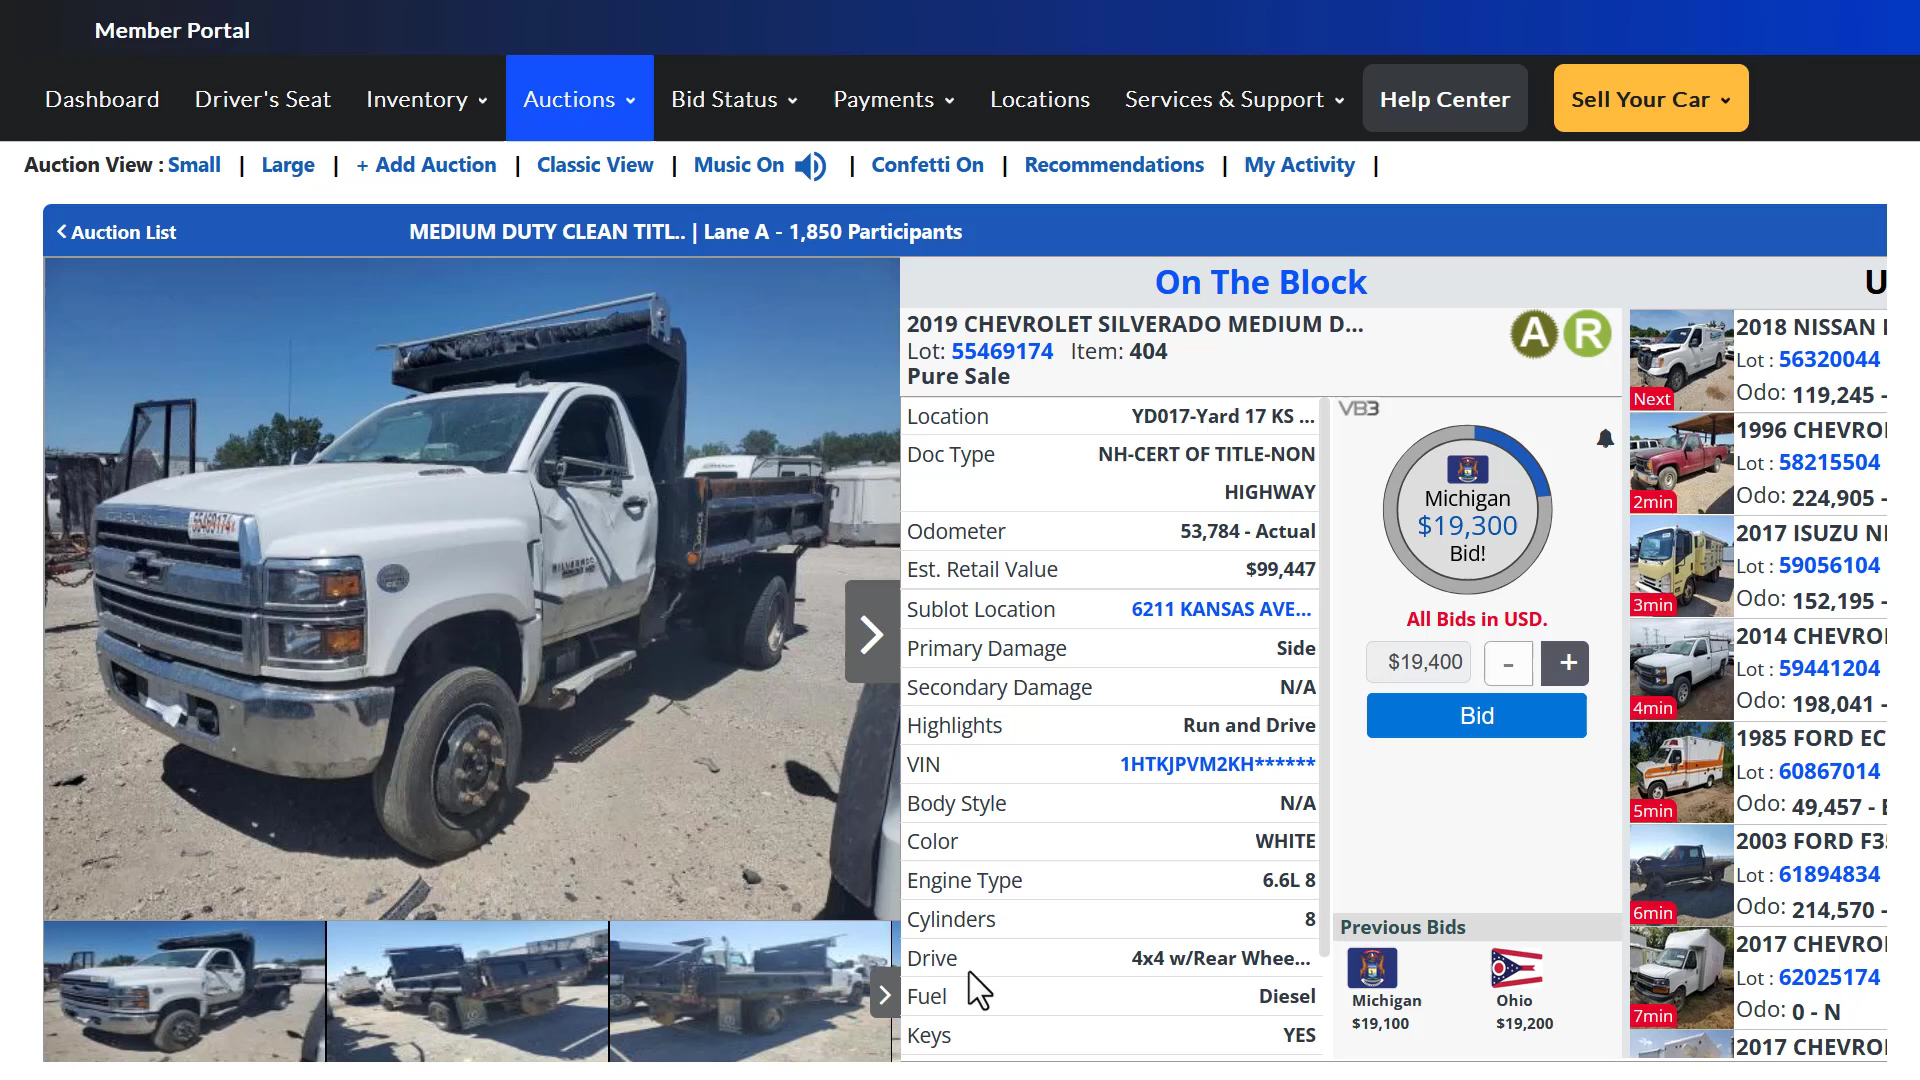 Member Portal
Dashboard Driver's Seat Inventory Auctions Bid Status Payments Locations Services & Support Help Center Sell Your Car
Auction View : Small | Large | + Add Auction | Classic View | Music On | Confetti On | Recommendations | My Activity |
Auction List MEDIUM DUTY CLEAN TITL.. | Lane A - 1,850 Participants
On The Block
2019 CHEVROLET SILVERADO MEDIUM D...
Lot: 55469174 Item: 404
Pure Sale
A R
Location YD017-Yard 17 KS ...
Doc Type NH-CERT OF TITLE-NON
HIGHWAY
Odometer 53,784 - Actual
Est. Retail Value $99,447
Sublot Location 6211 KANSAS AVE...
Primary Damage Side
Secondary Damage N/A
Highlights Run and Drive
VIN 1HTKJPVM2KH******
Body Style N/A
Color WHITE
Engine Type 6.6L 8
Cylinders 8
Drive 4x4 w/Rear Whee...
Fuel Diesel
Keys YES
VB3
Michigan
$19,300
Bid!
All Bids in USD.
$19,400 - +
Bid
Previous Bids
Michigan
$19,100
Ohio
$19,200
U
2018 NISSAN
Lot : 56320044
Odo: 119,245 -
Next
1996 CHEVROL
Lot : 58215504
Odo: 224,905 -
2min
2017 ISUZU N
Lot : 59056104
Odo: 152,195 -
3min
2014 CHEVROL
Lot : 59441204
Odo: 198,041 -
4min
1985 FORD EC
Lot : 60867014
Odo: 49,457 - E
5min
2003 FORD F3
Lot : 61894834
Odo: 214,570 -
6min
2017 CHEVROL
Lot : 62025174
Odo: 0 - N
7min
2017 CHEVROL
55469174
SILVERADO